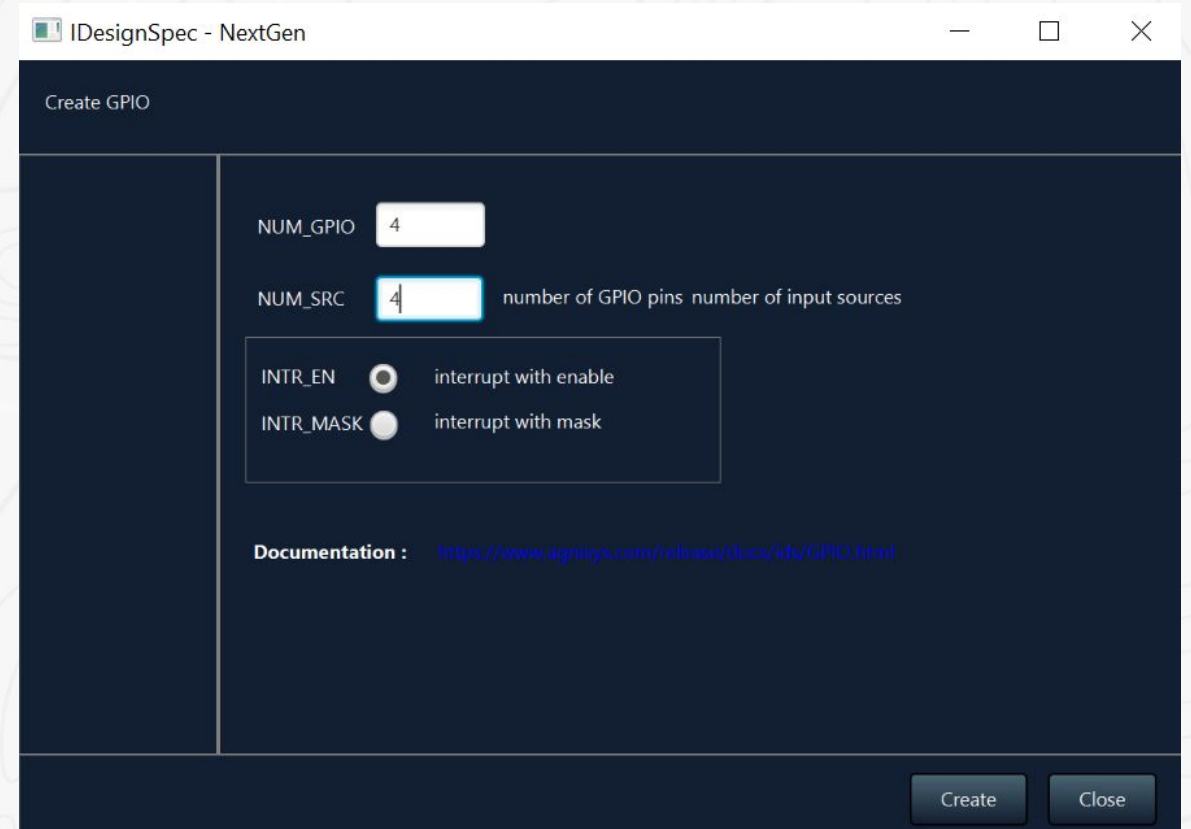 IDesignSpec - NextGen
Create GPIO
NUM_GPIO 4
NUM_SRC 4 number of GPIO pins number of input sources
INTR_EN interrupt with enable
INTR_MASK interrupt with mask
Documentation : https://www.agnisys.com/release/docs/ids/GPIO.html
Create Close